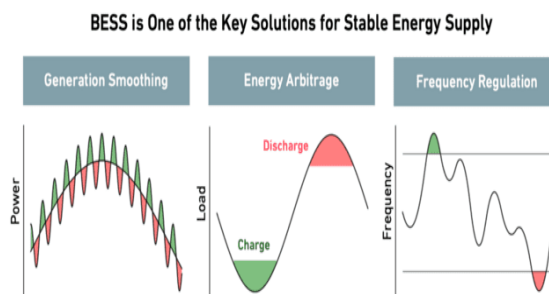 BESS is One of the Key Solutions for Stable Energy Supply
Generation Smoothing
Energy Arbitrage
Frequency Regulation
Power
Load
Discharge
Charge
Frequency